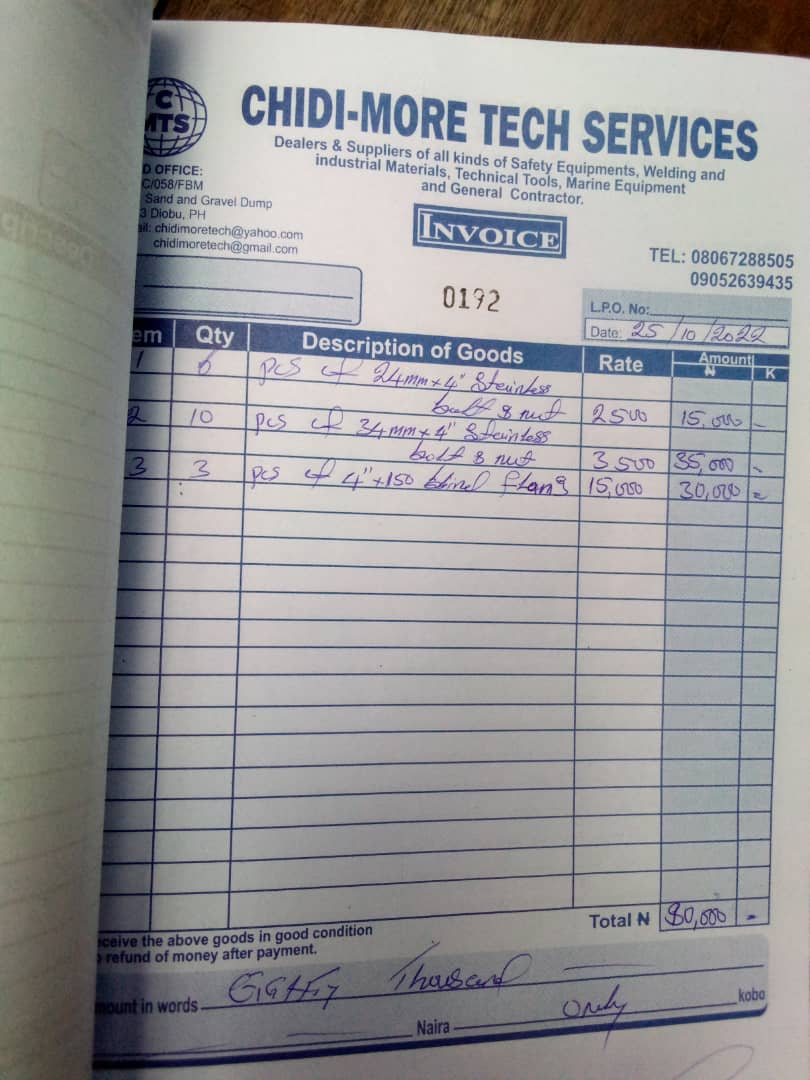 C
MTS
CHIDI-MORE TECH SERVICES
Dealers & Suppliers of all kinds of Safety Equipments, Welding and
industrial Materials, Technical Tools, Marine Equipment
and General Contractor.
D OFFICE:
C/058/FBM
Sand and Gravel Dump
3 Diobu, PH
ail: chidimoretech@yahoo.com
chidimoretech@gmail.com
INVOICE
TEL: 08067288505
09052639435
0192
L.P.O. No:
Date: 25/10/2022
em Qty Description of Goods Rate Amount
₦ K
1 6 pcs of 24mm x 4" Steinless
bolt & nut 2500 15,000 -
2 10 pcs of 34mm x 4" Steinless
bolt & nut 3500 35,000 -
3 3 pcs of 4" x 150 blind flang 15,000 30,000 =
Total ₦ 80,000 -
eceive the above goods in good condition
refund of money after payment.
mount in words Eighty Thousand
Naira Only kobo